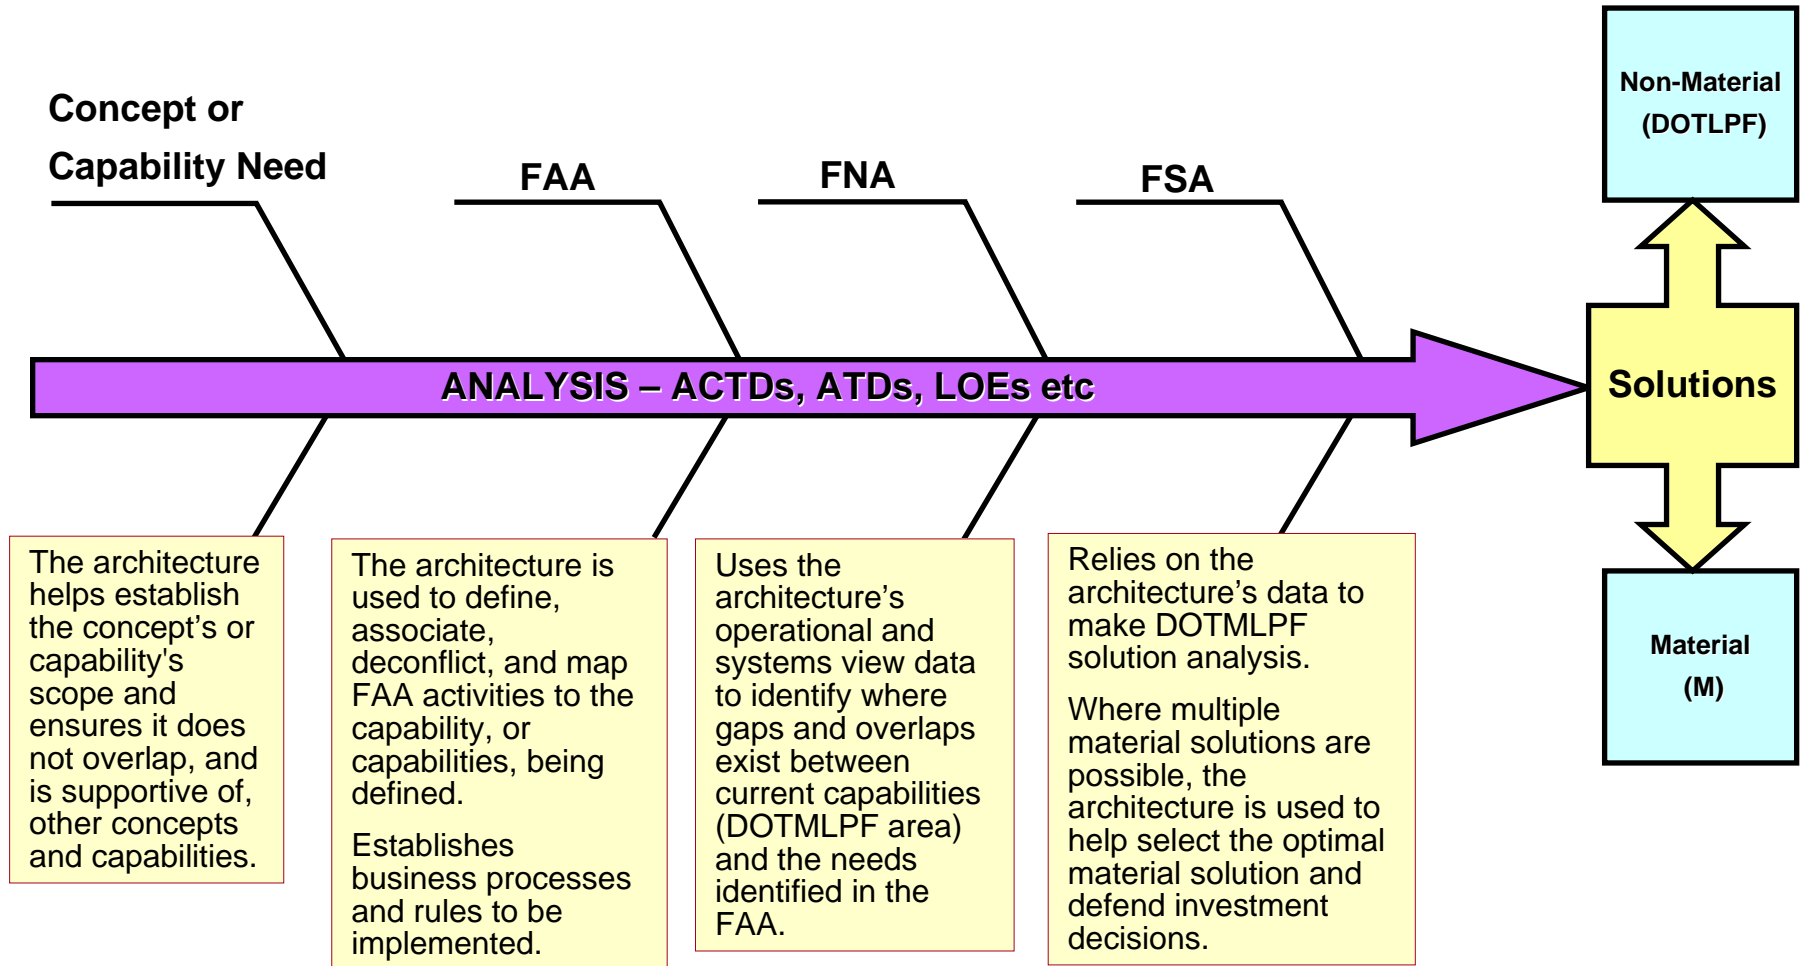 Concept or
Capability Need
FAA
FNA
FSA
Non-Material
(DOTLPF)
ANALYSIS – ACTDs, ATDs, LOEs etc
Solutions
Material
(M)
The architecture
helps establish
the concept’s or
capability's
scope and
ensures it does
not overlap, and
is supportive of,
other concepts
and capabilities.
The architecture is
used to define,
associate,
deconflict, and map
FAA activities to the
capability, or
capabilities, being
defined.
Establishes
business processes
and rules to be
implemented.
Uses the
architecture’s
operational and
systems view data
to identify where
gaps and overlaps
exist between
current capabilities
(DOTMLPF area)
and the needs
identified in the
FAA.
Relies on the
architecture’s data to
make DOTMLPF
solution analysis.
Where multiple
material solutions are
possible, the
architecture is used to
help select the optimal
material solution and
defend investment
decisions.